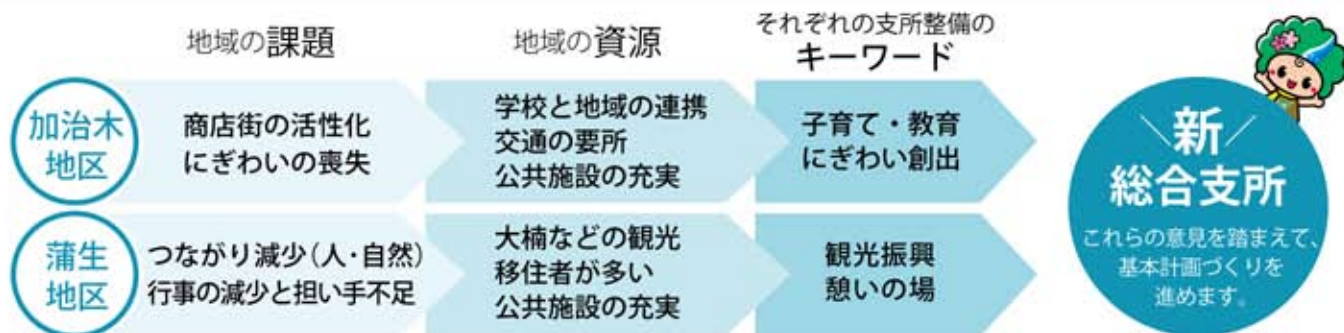 地域の課題
地域の資源
それぞれの支所整備の
キーワード
加治木
地区
商店街の活性化
にぎわいの喪失
学校と地域の連携
交通の要所
公共施設の充実
子育て・教育
にぎわい創出
蒲生
地区
つながり減少(人・自然)
行事の減少と担い手不足
大楠などの観光
移住者が多い
公共施設の充実
観光振興
憩いの場
新
総合支所
これらの意見を踏まえて、
基本計画づくりを
進めます。